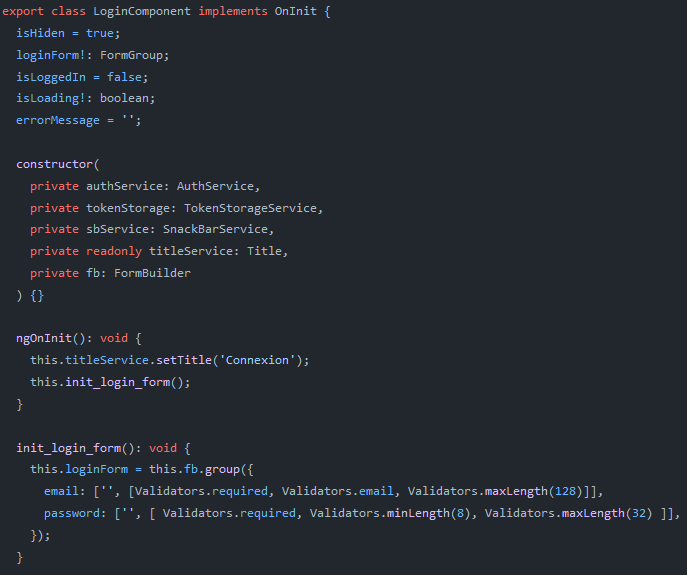 export class LoginComponent implements OnInit {
  isHiden = true;
  loginForm!: FormGroup;
  isLoggedIn = false;
  isLoading!: boolean;
  errorMessage = '';

  constructor(
    private authService: AuthService,
    private tokenStorage: TokenStorageService,
    private sbService: SnackBarService,
    private readonly titleService: Title,
    private fb: FormBuilder
  ) {}

  ngOnInit(): void {
    this.titleService.setTitle('Connexion');
    this.init_login_form();
  }

  init_login_form(): void {
    this.loginForm = this.fb.group({
      email: ['', [Validators.required, Validators.email, Validators.maxLength(128)]],
      password: ['', [ Validators.required, Validators.minLength(8), Validators.maxLength(32) ]],
    });
  }